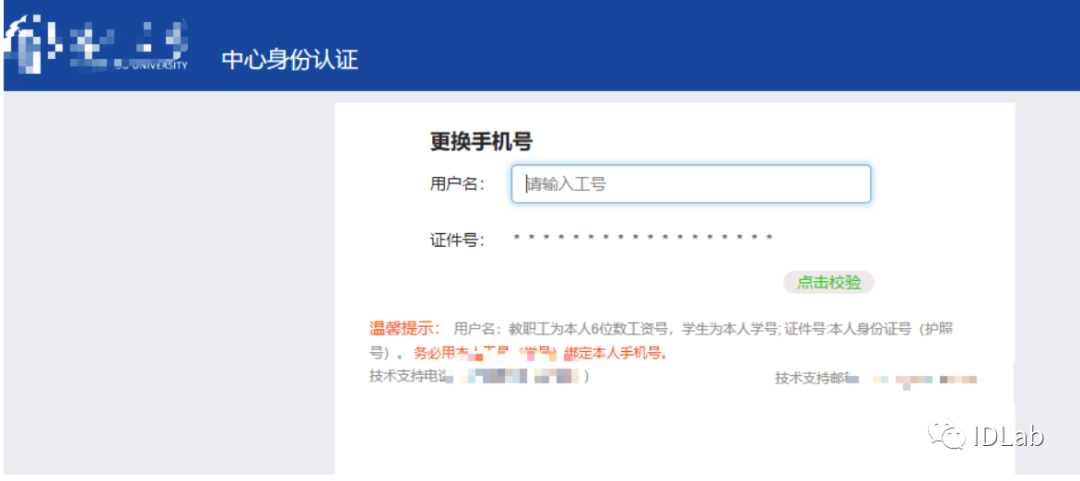 UNIVERSITY
中心身份认证
更换手机号
用户名: 请输入工号
证件号: * * * * * * * * * * * * * * * * * *
点击校验
温馨提示: 用户名: 教职工为本人6位数工资号, 学生为本人学号; 证件号:本人身份证号 (护照
号) 。 务必用本人工号 (学号) 绑定本人手机号。
技术支持电话 ) 技术支持邮
IDLab